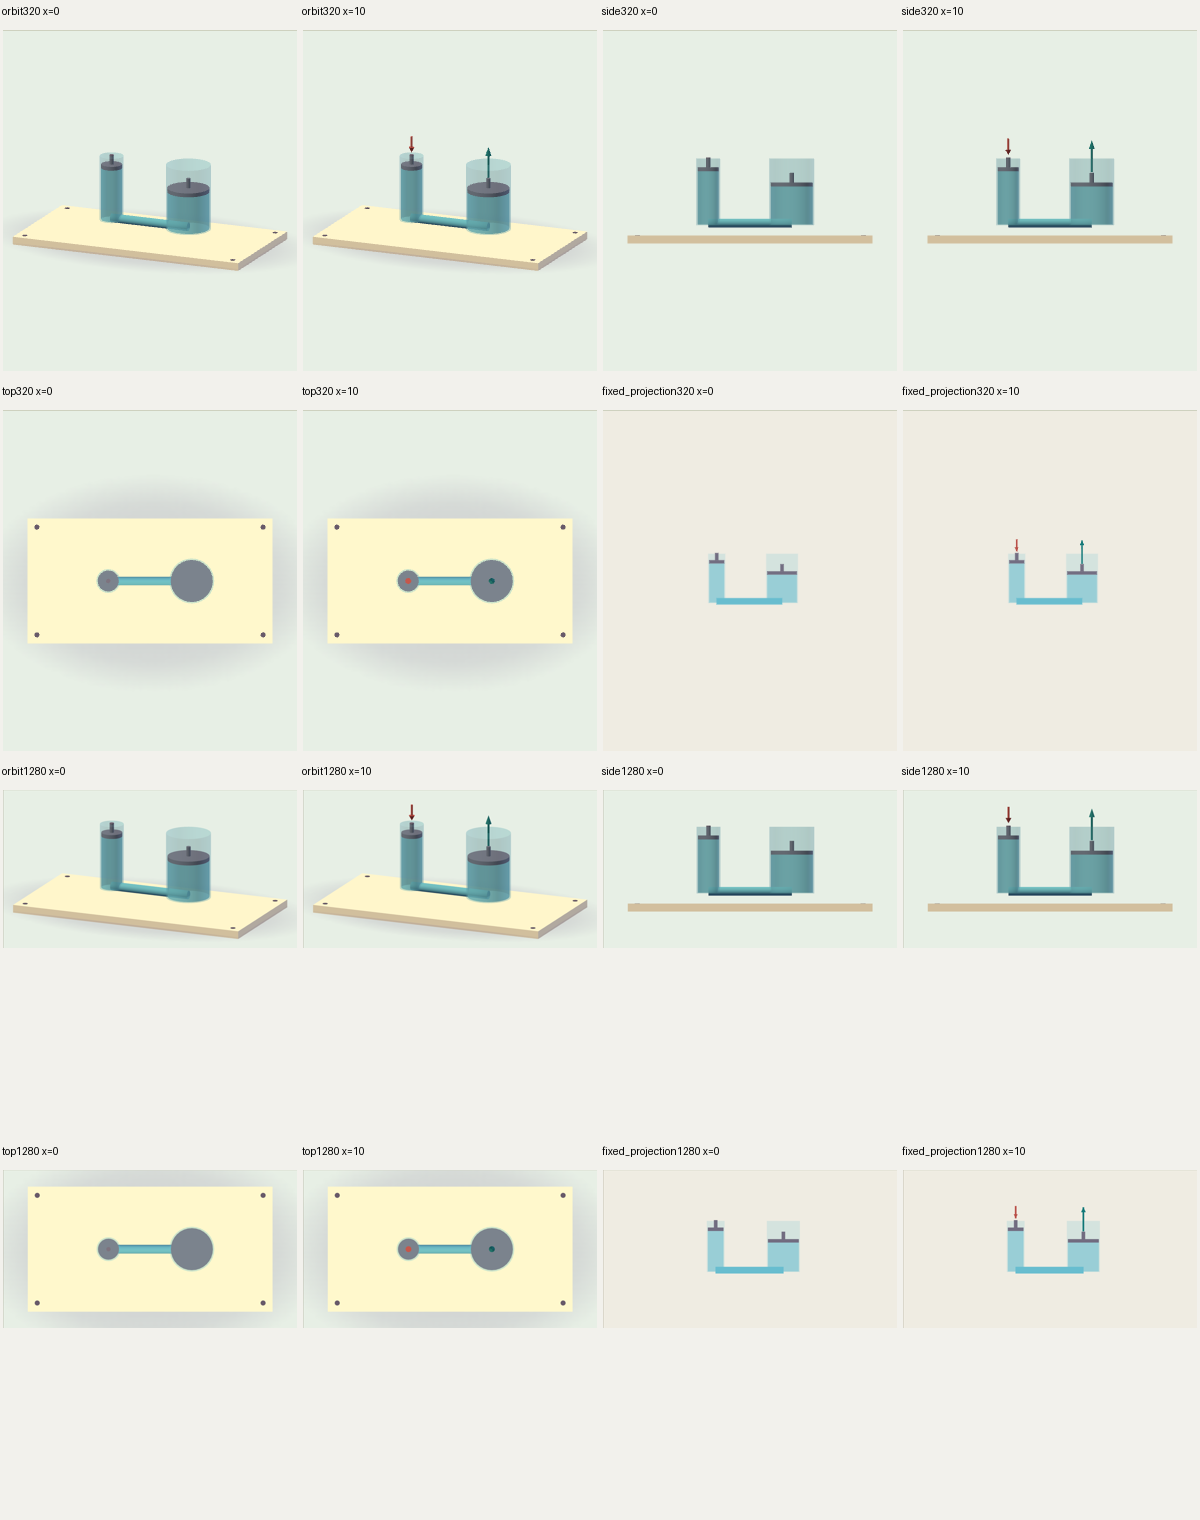 orbit320 x=0
orbit320 x=10
side320 x=0
side320 x=10
top320 x=0
top320 x=10
fixed_projection320 x=0
fixed_projection320 x=10
orbit1280 x=0
orbit1280 x=10
side1280 x=0
side1280 x=10
top1280 x=0
top1280 x=10
fixed_projection1280 x=0
fixed_projection1280 x=10